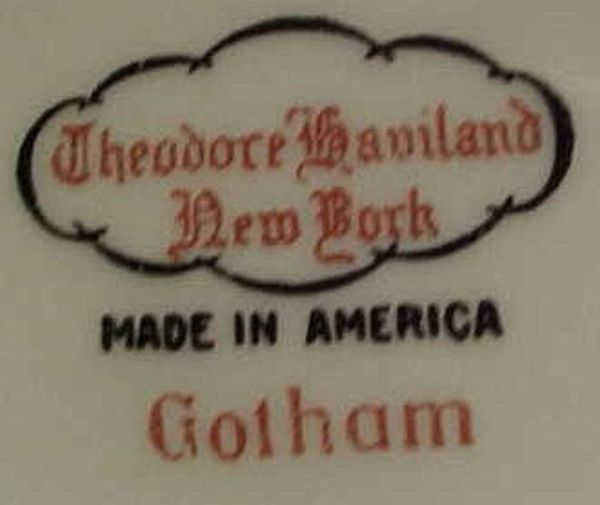 Theodore Haviland
New York
MADE IN AMERICA
Gotham